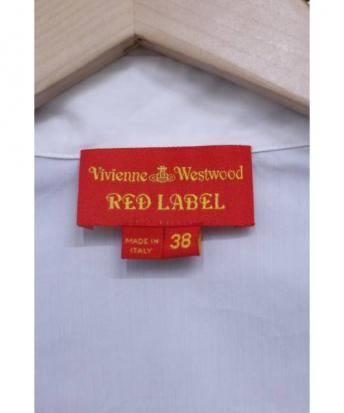 Vivienne Westwood
RED LABEL
MADE IN
ITALY
38